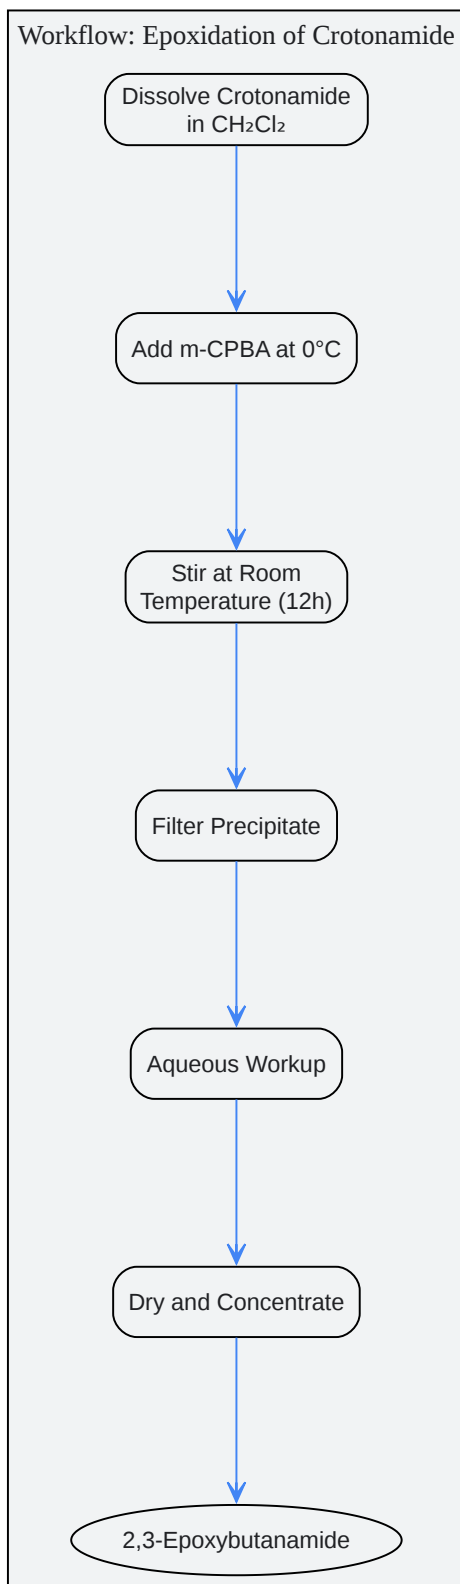 Workflow: Epoxidation of Crotonamide
Dissolve Crotonamide
in CH₂Cl₂
Add m-CPBA at 0°C
Stir at Room
Temperature (12h)
Filter Precipitate
Aqueous Workup
Dry and Concentrate
2,3-Epoxybutanamide